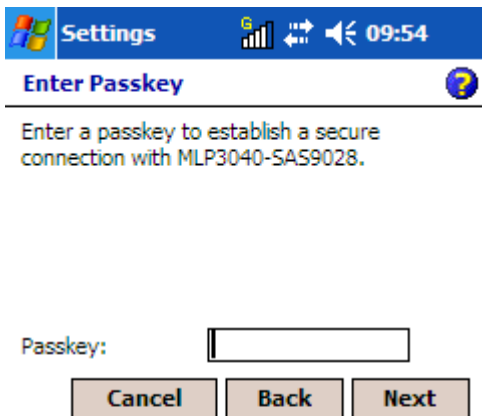 Settings G 09:54
Enter Passkey ?
Enter a passkey to establish a secure
connection with MLP3040-SAS9028.
Passkey:
Cancel Back Next